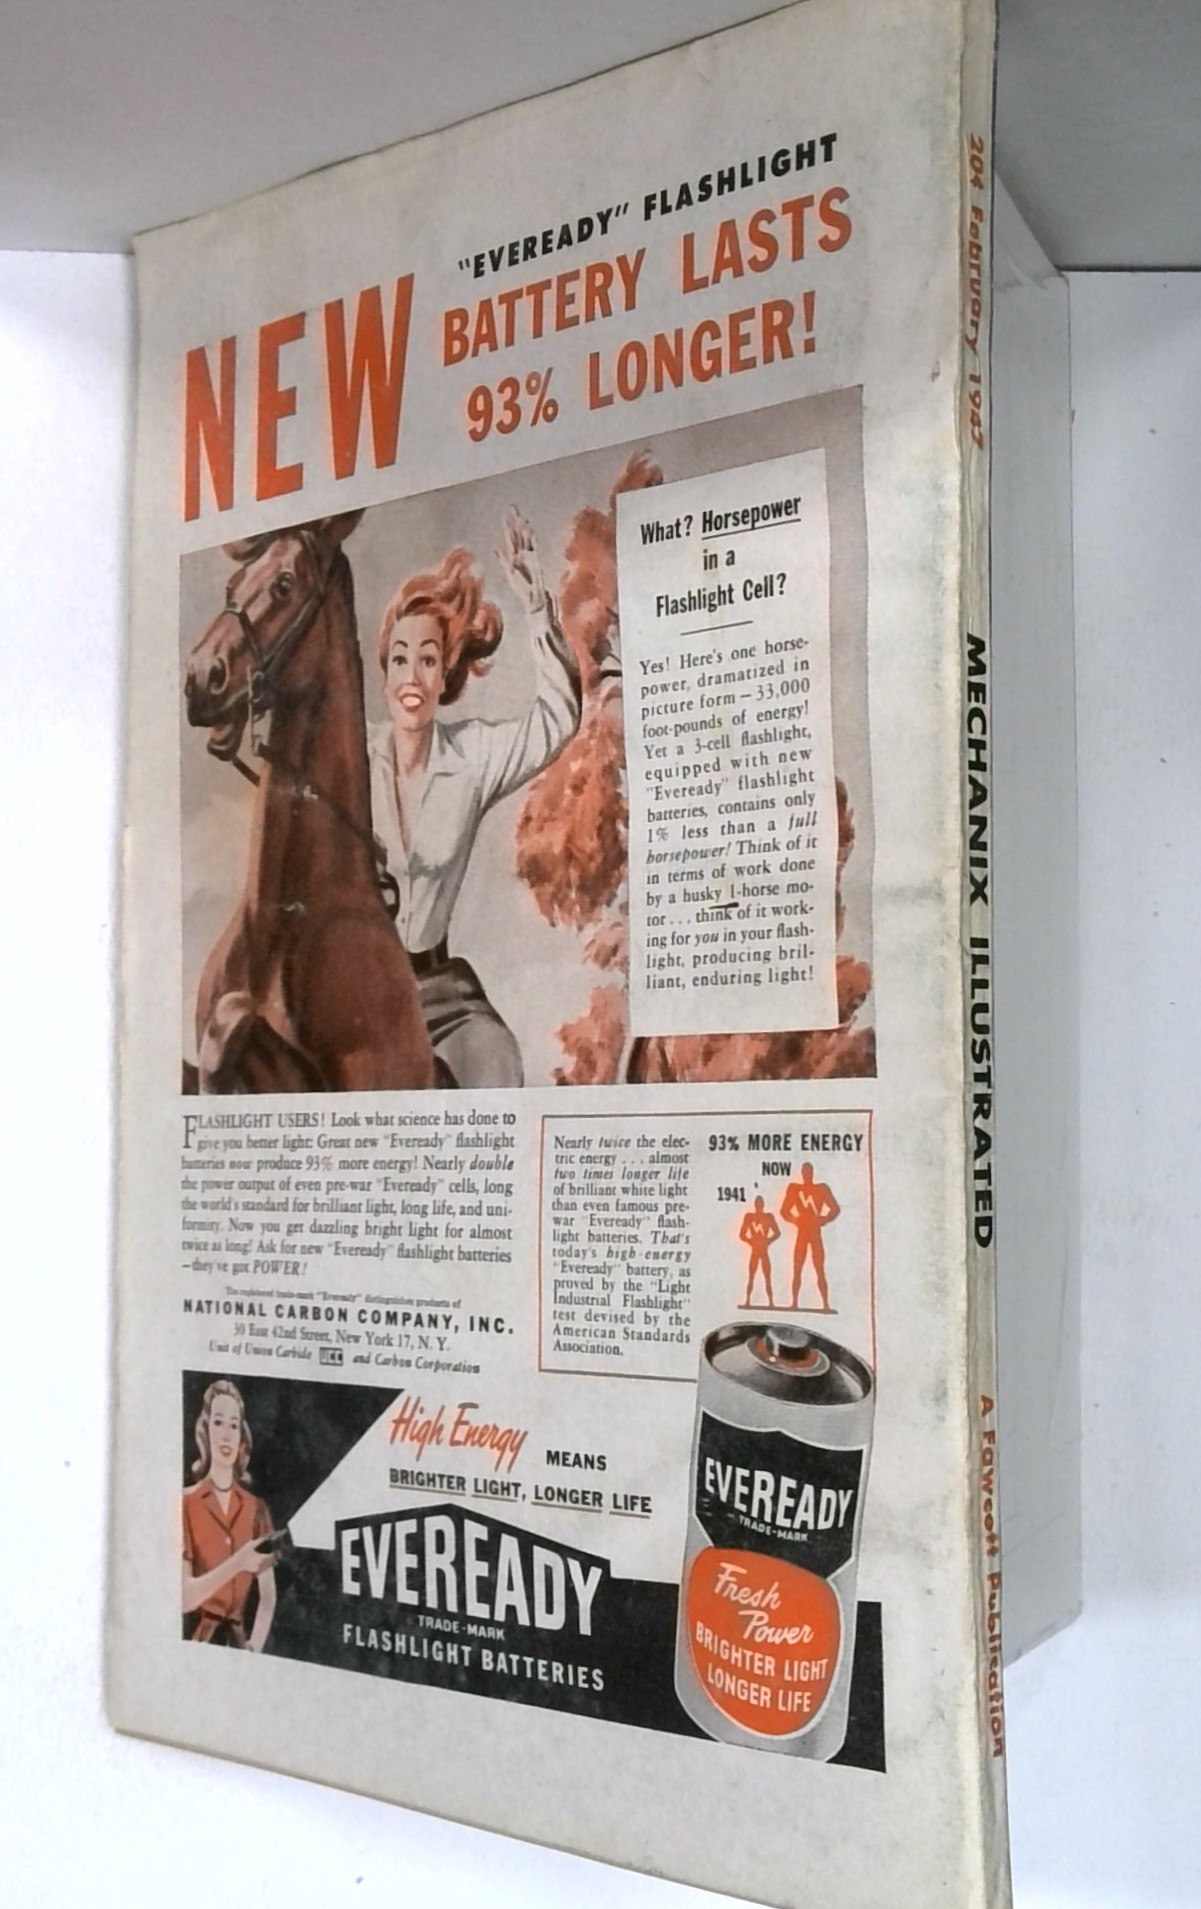 "EVEREADY" FLASHLIGHT
NEW BATTERY LASTS
93% LONGER!
What? Horsepower
in a
Flashlight Cell?
Yes! Here's one horse-
power, dramatized in
picture form – 33,000
foot-pounds of energy!
Yet a 3-cell flashlight,
equipped with new
"Eveready" flashlight
batteries, contains only
1% less than a full
horsepower! Think of it
in terms of work done
by a husky 1-horse mo-
tor . . . think of it work-
ing for you in your flash-
light, producing bril-
liant, enduring light!
FLASHLIGHT USERS! Look what science has done to
give you better light: Great new "Eveready" flashlight
batteries now produce 93% more energy! Nearly double
the power output of even pre-war "Eveready" cells, long
the world's standard for brilliant light, long life, and uni-
formity. Now you get dazzling bright light for almost
twice as long! Ask for new "Eveready" flashlight batteries
–they've got POWER!
The registered trade-mark "Eveready" distinguishes products of
NATIONAL CARBON COMPANY, INC.
30 East 42nd Street, New York 17, N. Y.
Unit of Union Carbide UCC and Carbon Corporation
Nearly twice the elec-
tric energy . . . almost
two times longer life
of brilliant white light
than even famous pre-
war "Eveready" flash-
light batteries. That's
today's high-energy
"Eveready" battery, as
proved by the "Light
Industrial Flashlight"
test devised by the
American Standards
Association.
93% MORE ENERGY
NOW
1941
High Energy MEANS
BRIGHTER LIGHT, LONGER LIFE
EVEREADY
TRADE-MARK
FLASHLIGHT BATTERIES
EVEREADY
TRADE-MARK
Fresh
Power
BRIGHTER LIGHT
LONGER LIFE
204 February 1947
MECHANIX ILLUSTRATED
A Fawcett Publication